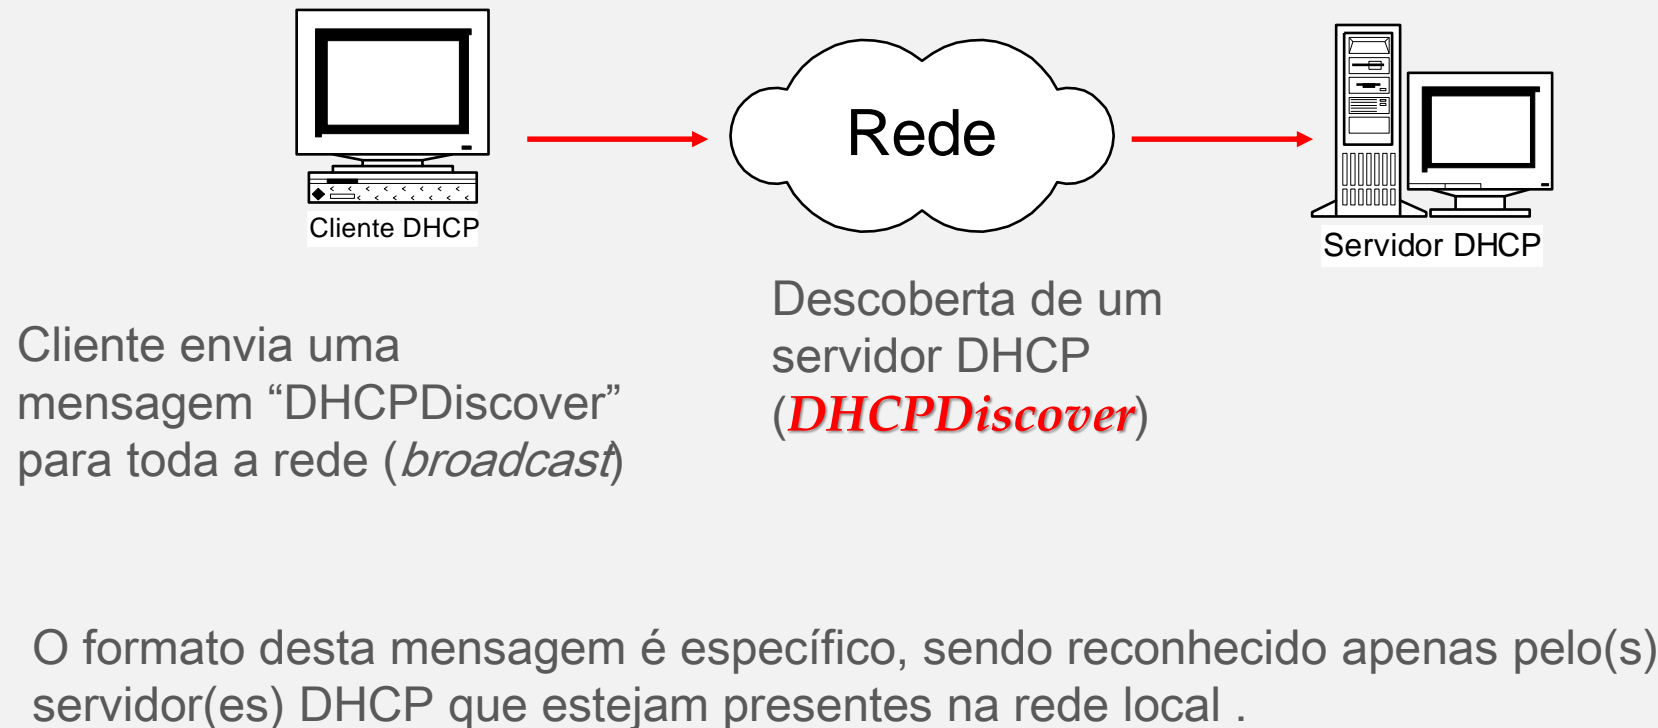 Rede
Cliente DHCP
Servidor DHCP
Cliente envia uma
mensagem “DHCPDiscover”
para toda a rede (broadcast)
Descoberta de um
servidor DHCP
(DHCPDiscover)
O formato desta mensagem é específico, sendo reconhecido apenas pelo(s)
servidor(es) DHCP que estejam presentes na rede local .